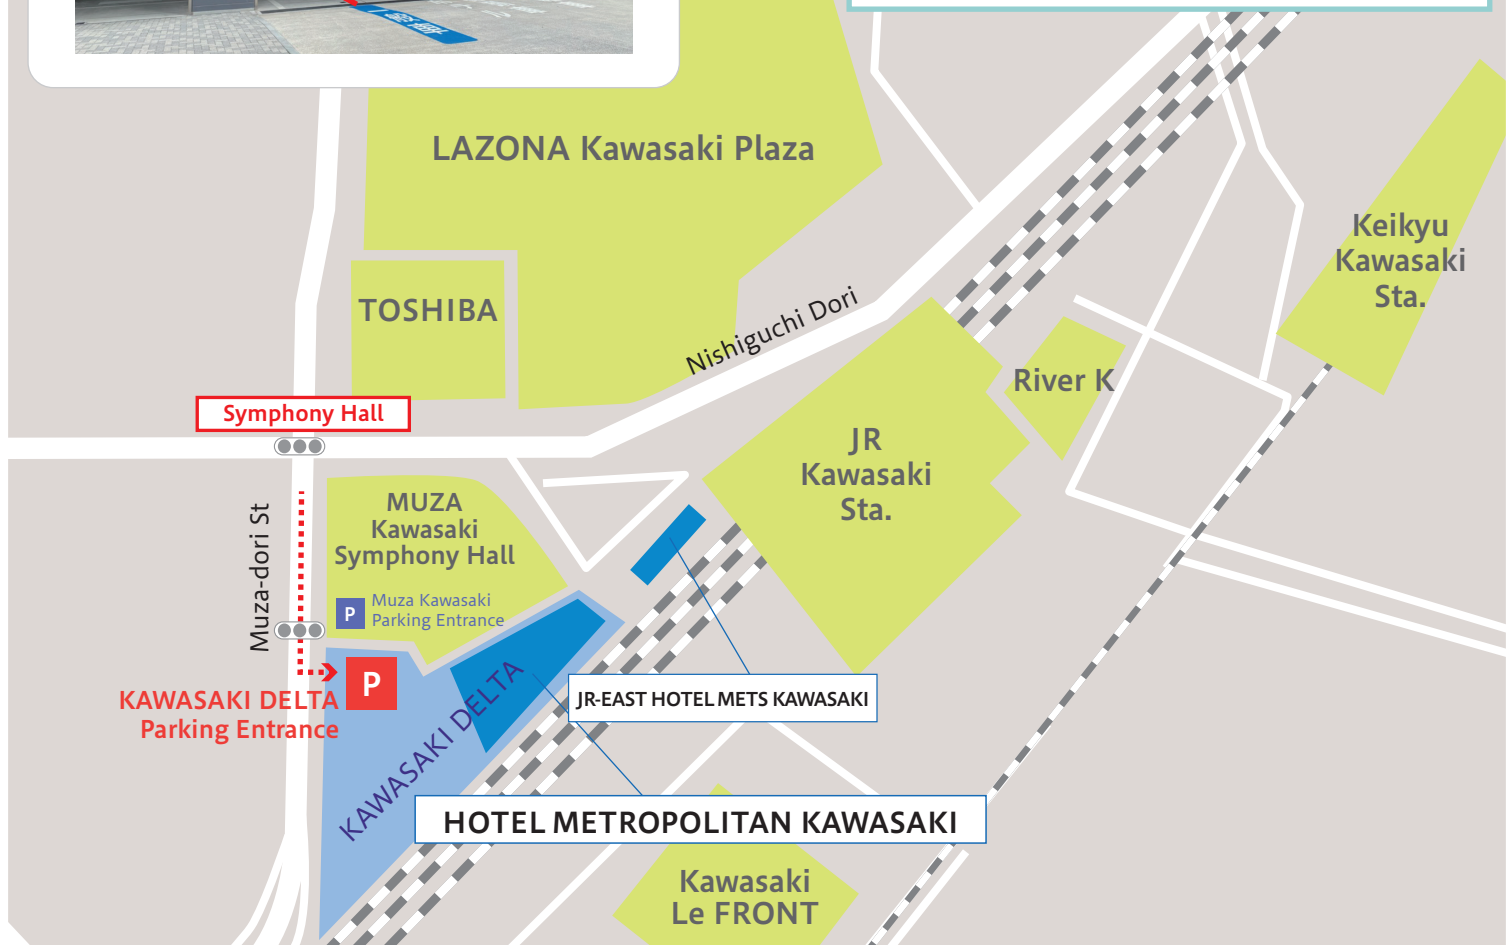 LAZONA Kawasaki Plaza
Keikyu
Kawasaki
Sta.
TOSHIBA
Nishiguchi Dori
River K
Symphony Hall
JR
Kawasaki
Sta.
MUZA
Kawasaki
Symphony Hall
Muza-dori St
P
Muza Kawasaki
Parking Entrance
P
KAWASAKI DELTA
Parking Entrance
KAWASAKI DELTA
JR-EAST HOTEL METS KAWASAKI
HOTEL METROPOLITAN KAWASAKI
Kawasaki
Le FRONT